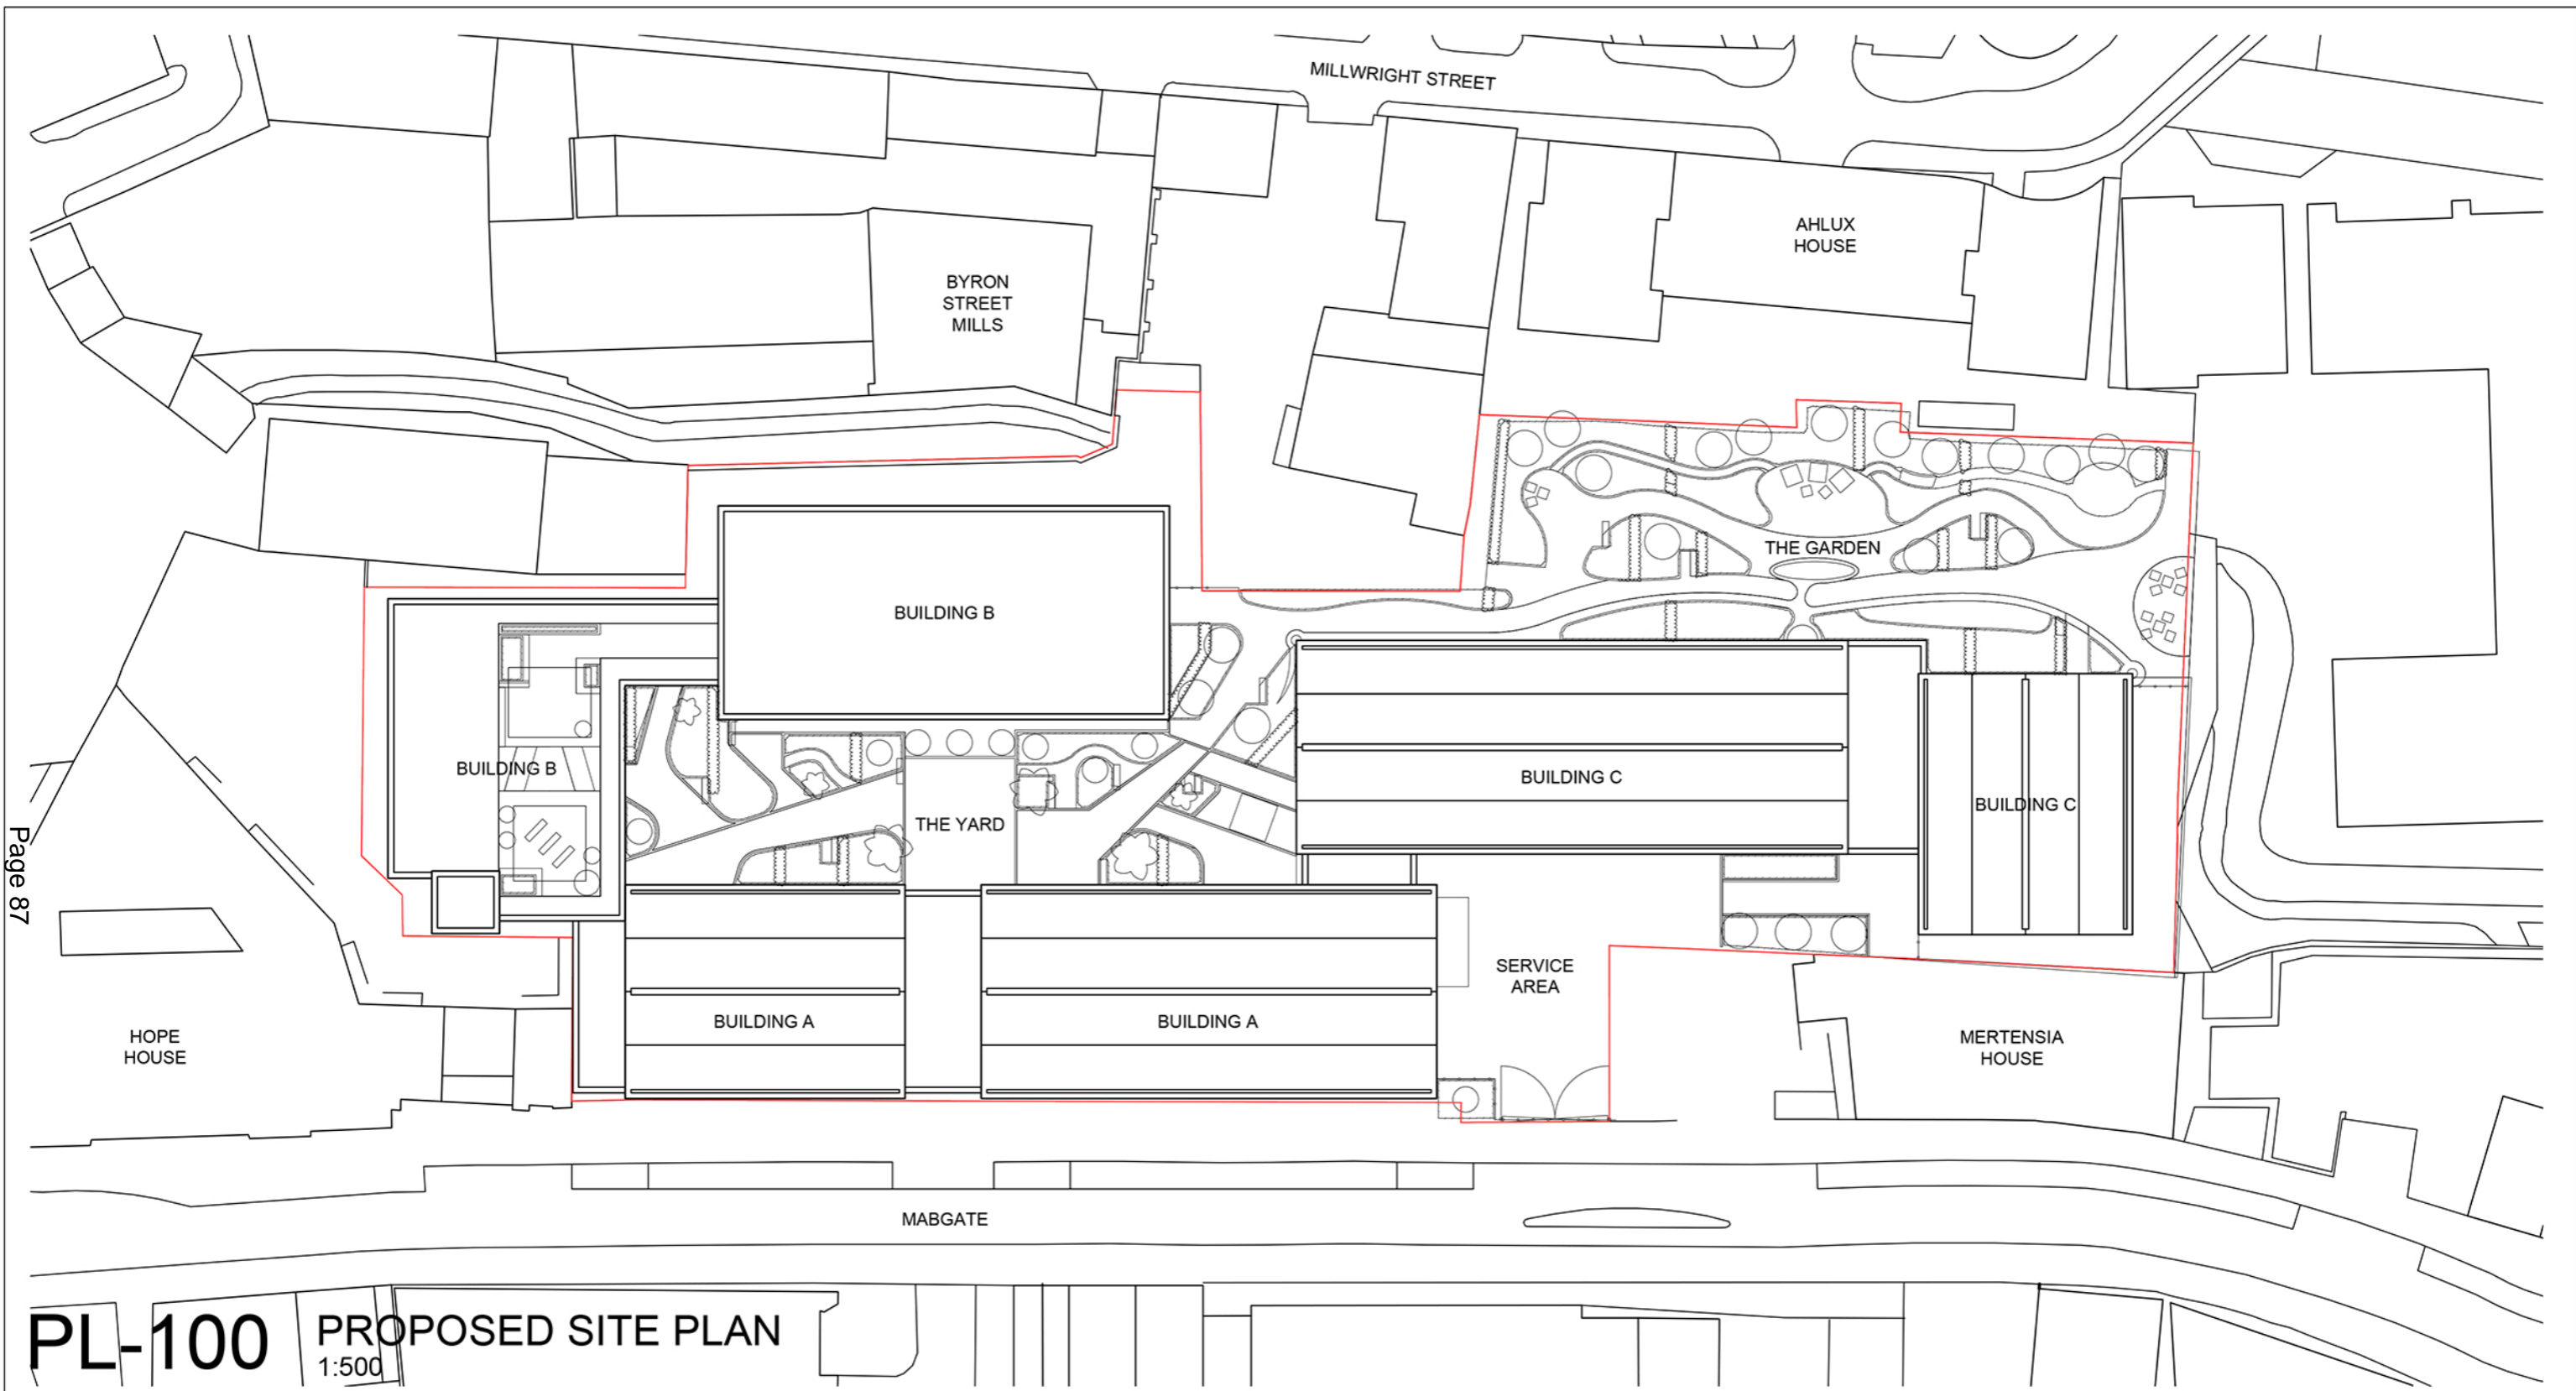 MILLWRIGHT STREET
AHLUX
HOUSE
BYRON
STREET
MILLS
THE GARDEN
BUILDING B
BUILDING B
BUILDING C
BUILDING C
THE YARD
Page 87
SERVICE
AREA
BUILDING A
BUILDING A
HOPE
HOUSE
MERTENSIA
HOUSE
MABGATE
PL-100
PROPOSED SITE PLAN
1:500